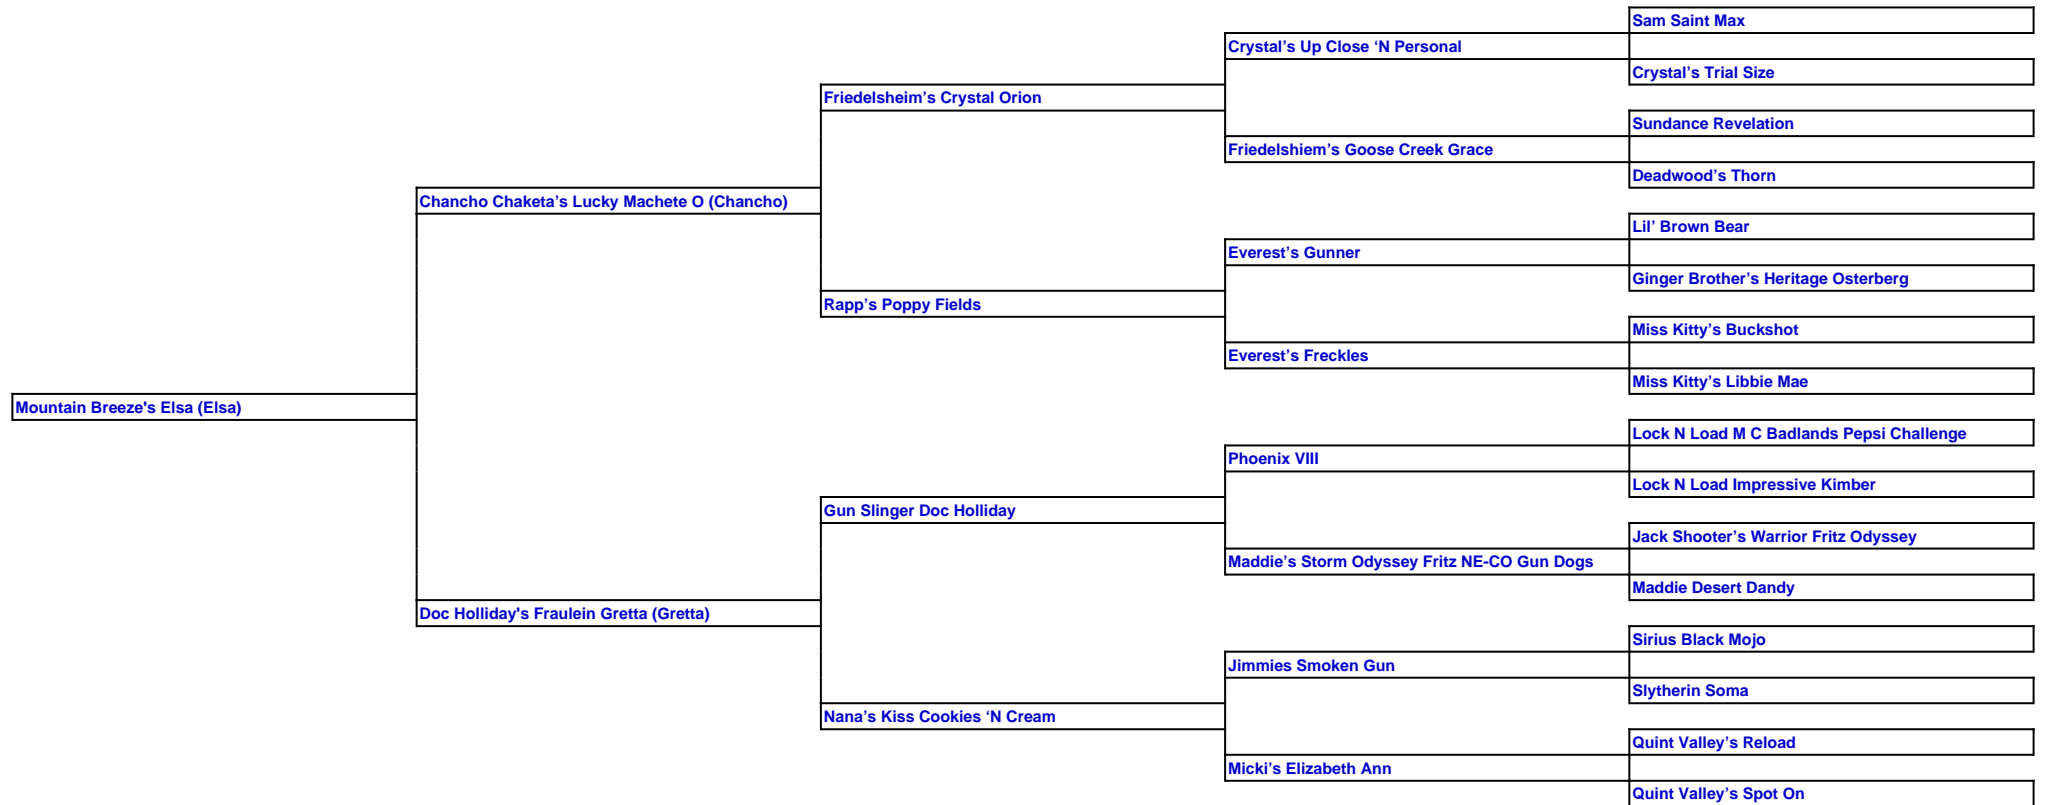 Sam Saint Max
Crystal’s Up Close ‘N Personal
Crystal’s Trial Size
Friedelsheim’s Crystal Orion
Sundance Revelation
Friedelshiem’s Goose Creek Grace
Deadwood’s Thorn
Chancho Chaketa’s Lucky Machete O (Chancho)
Lil’ Brown Bear
Everest’s Gunner
Ginger Brother’s Heritage Osterberg
Rapp’s Poppy Fields
Miss Kitty’s Buckshot
Everest’s Freckles
Miss Kitty’s Libbie Mae
Mountain Breeze's Elsa (Elsa)
Lock N Load M C Badlands Pepsi Challenge
Phoenix VIII
Lock N Load Impressive Kimber
Gun Slinger Doc Holliday
Jack Shooter’s Warrior Fritz Odyssey
Maddie’s Storm Odyssey Fritz NE-CO Gun Dogs
Maddie Desert Dandy
Doc Holliday's Fraulein Gretta (Gretta)
Sirius Black Mojo
Jimmies Smoken Gun
Slytherin Soma
Nana’s Kiss Cookies ‘N Cream
Quint Valley’s Reload
Micki’s Elizabeth Ann
Quint Valley’s Spot On